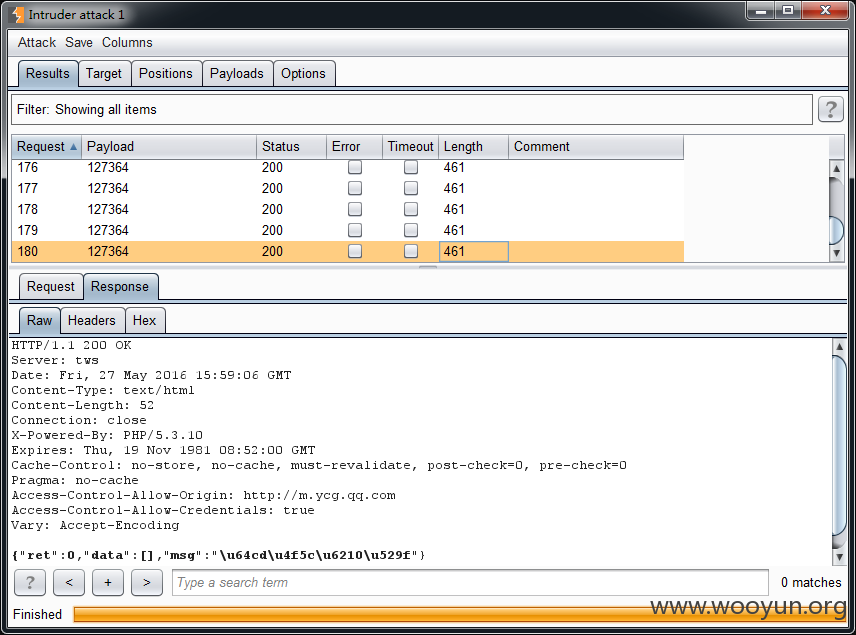 Intruder attack 1
Attack Save Columns
Results Target Positions Payloads Options
Filter: Showing all items ?
Request Payload Status Error Timeout Length Comment
176 127364 200 461
177 127364 200 461
178 127364 200 461
179 127364 200 461
180 127364 200 461
Request Response
Raw Headers Hex
HTTP/1.1 200 OK
Server: tws
Date: Fri, 27 May 2016 15:59:06 GMT
Content-Type: text/html
Content-Length: 52
Connection: close
X-Powered-By: PHP/5.3.10
Expires: Thu, 19 Nov 1981 08:52:00 GMT
Cache-Control: no-store, no-cache, must-revalidate, post-check=0, pre-check=0
Pragma: no-cache
Access-Control-Allow-Origin: http://m.ycg.qq.com
Access-Control-Allow-Credentials: true
Vary: Accept-Encoding
{"ret":0,"data":[],"msg":"\u64cd\u4f5c\u6210\u529f"}
? < + > Type a search term 0 matches
www.wooyun.org
Finished